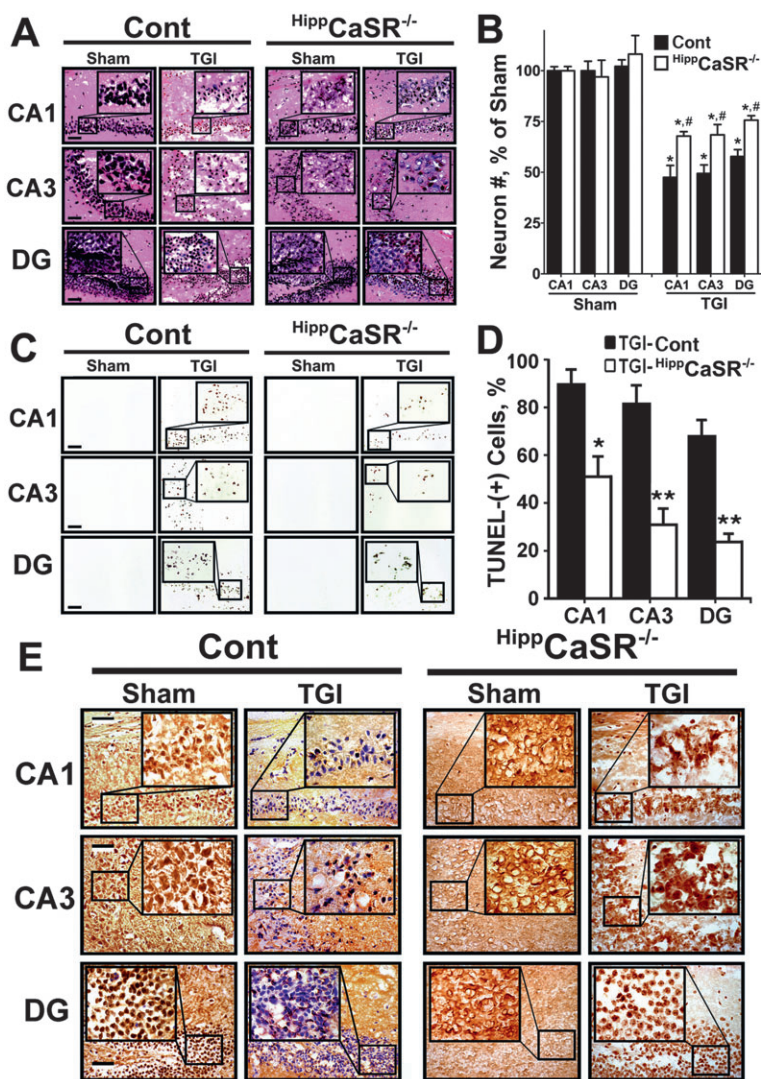 A
Cont
HippCaSR-/-
Sham TGI Sham TGI
CA1
CA3
DG
B
Cont
HippCaSR-/-
Neuron #, % of Sham
100
75
50
25
0
*
*,#
*
*,#
*
*,#
CA1 CA3 DG CA1 CA3 DG
Sham TGI
C
Cont
HippCaSR-/-
Sham TGI Sham TGI
CA1
CA3
DG
D
TGI-Cont
TGI-HippCaSR-/-
TUNEL-(+) Cells, %
100
80
60
40
20
0
*
**
**
CA1 CA3 DG
E
Cont
HippCaSR-/-
Sham TGI Sham TGI
CA1
CA3
DG